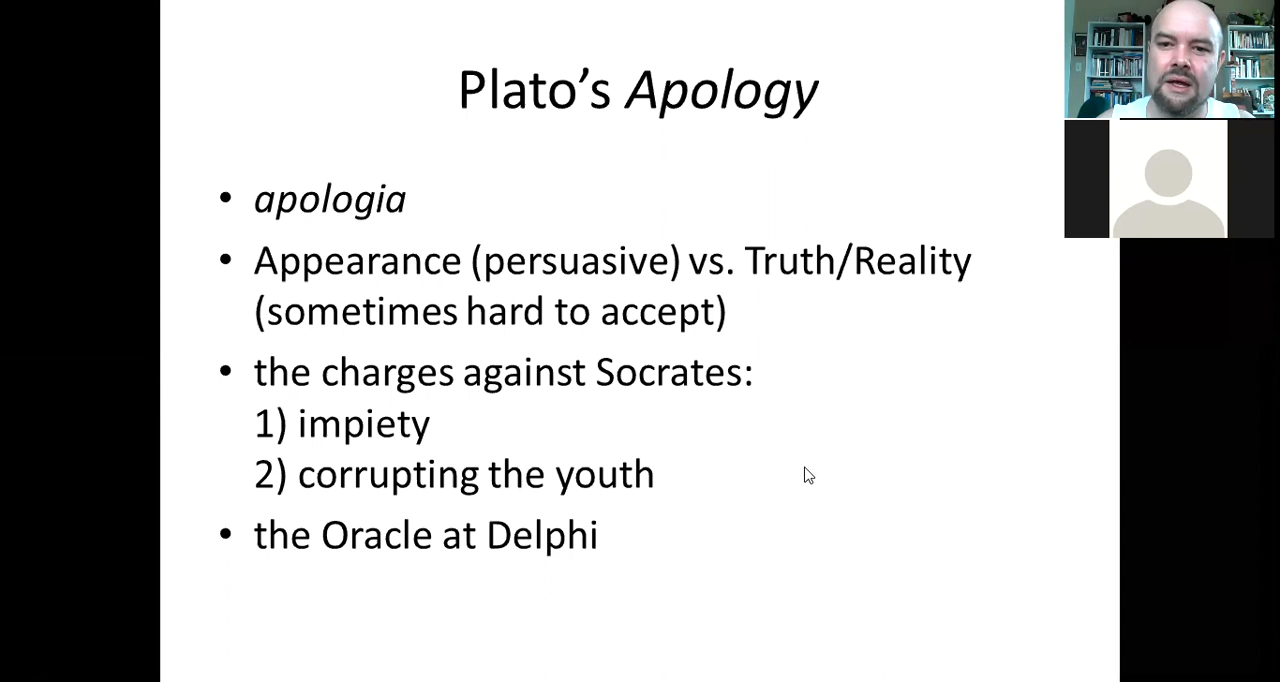 Plato’s Apology
• apologia
• Appearance (persuasive) vs. Truth/Reality
(sometimes hard to accept)
• the charges against Socrates:
1) impiety
2) corrupting the youth
• the Oracle at Delphi